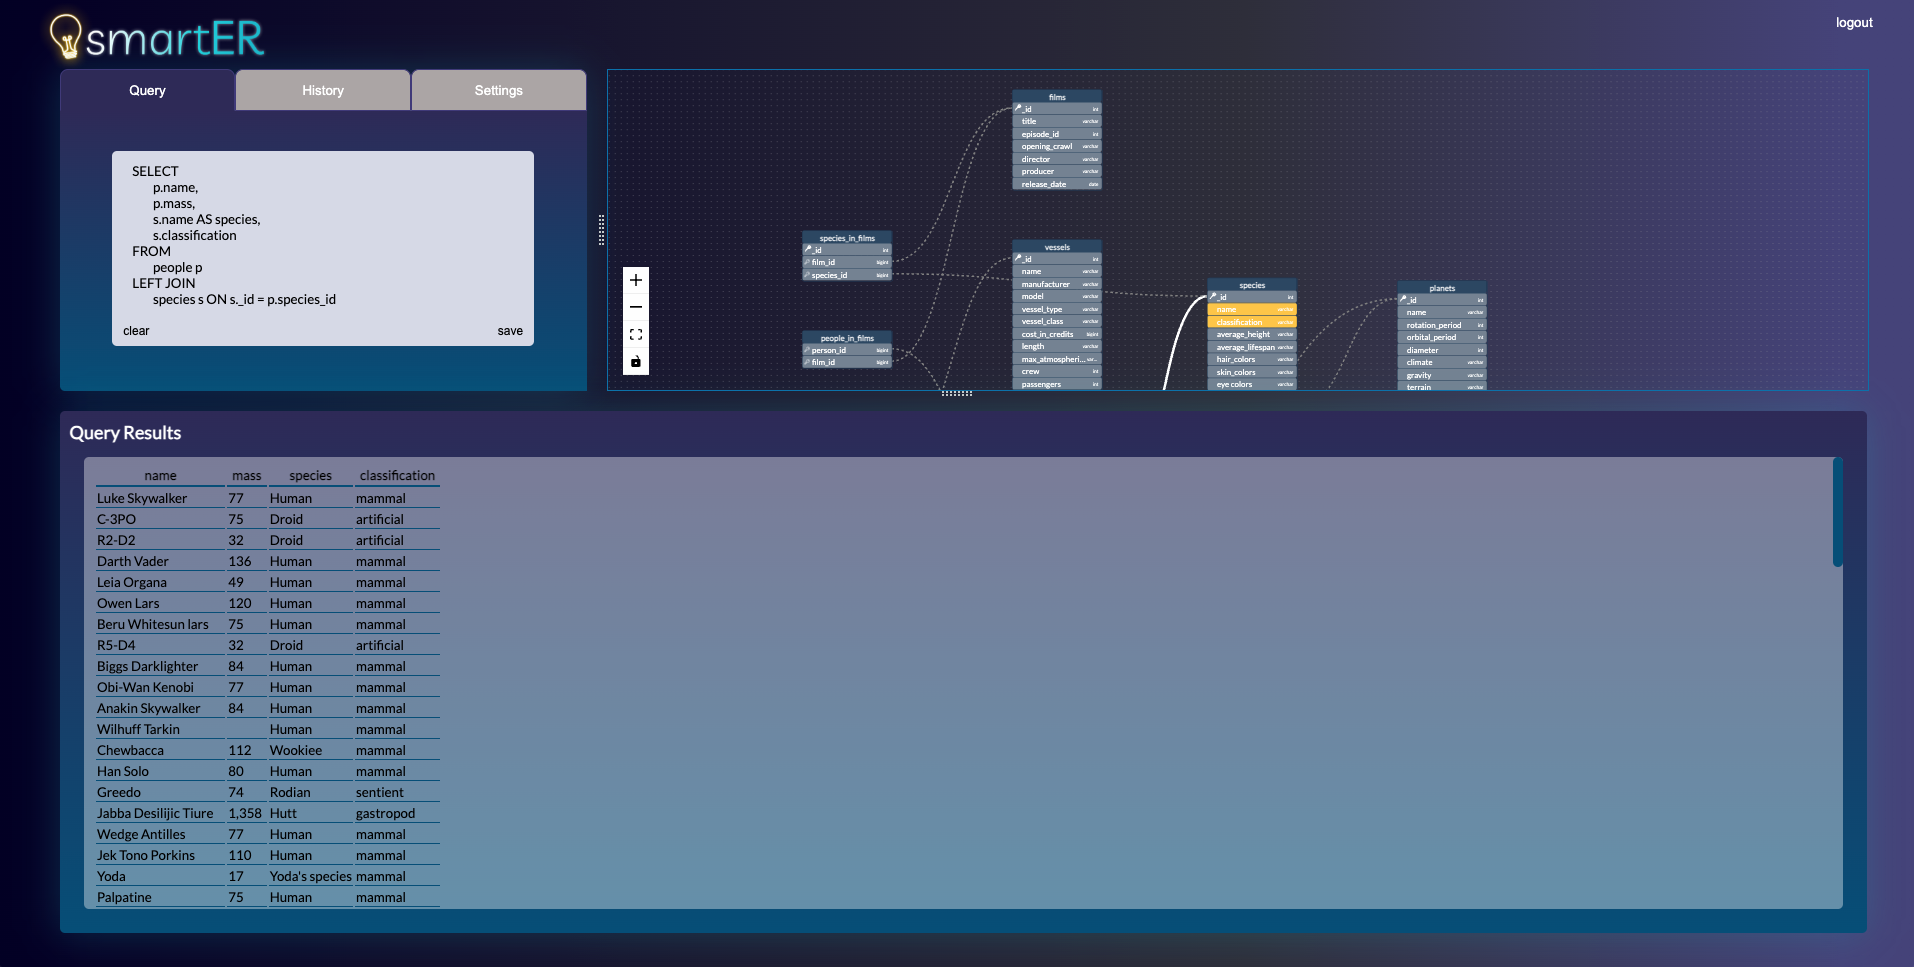 smartER
logout
Query
History
Settings
SELECT
p.name,
p.mass,
s.name AS species,
s.classification
FROM
people p
LEFT JOIN
species s ON s._id = p.species_id
clear
save
films
_id int
title varchar
episode_id int
opening_crawl varchar
director varchar
producer varchar
release_date date
species_in_films
_id int
film_id bigint
species_id bigint
people_in_films
person_id bigint
film_id bigint
vessels
_id int
name varchar
manufacturer varchar
model varchar
vessel_type varchar
vessel_class varchar
cost_in_credits bigint
length varchar
max_atmospheri... var...
crew int
passengers int
species
_id int
name varchar
classification varchar
average_height varchar
average_lifespan varchar
hair_colors varchar
skin_colors varchar
eye colors varchar
planets
_id int
name varchar
rotation_period int
orbital_period int
diameter int
climate varchar
gravity varchar
terrain varchar
Query Results
name mass species classification
Luke Skywalker 77 Human mammal
C-3PO 75 Droid artificial
R2-D2 32 Droid artificial
Darth Vader 136 Human mammal
Leia Organa 49 Human mammal
Owen Lars 120 Human mammal
Beru Whitesun lars 75 Human mammal
R5-D4 32 Droid artificial
Biggs Darklighter 84 Human mammal
Obi-Wan Kenobi 77 Human mammal
Anakin Skywalker 84 Human mammal
Wilhuff Tarkin Human mammal
Chewbacca 112 Wookiee mammal
Han Solo 80 Human mammal
Greedo 74 Rodian sentient
Jabba Desilijic Tiure 1,358 Hutt gastropod
Wedge Antilles 77 Human mammal
Jek Tono Porkins 110 Human mammal
Yoda 17 Yoda's species mammal
Palpatine 75 Human mammal